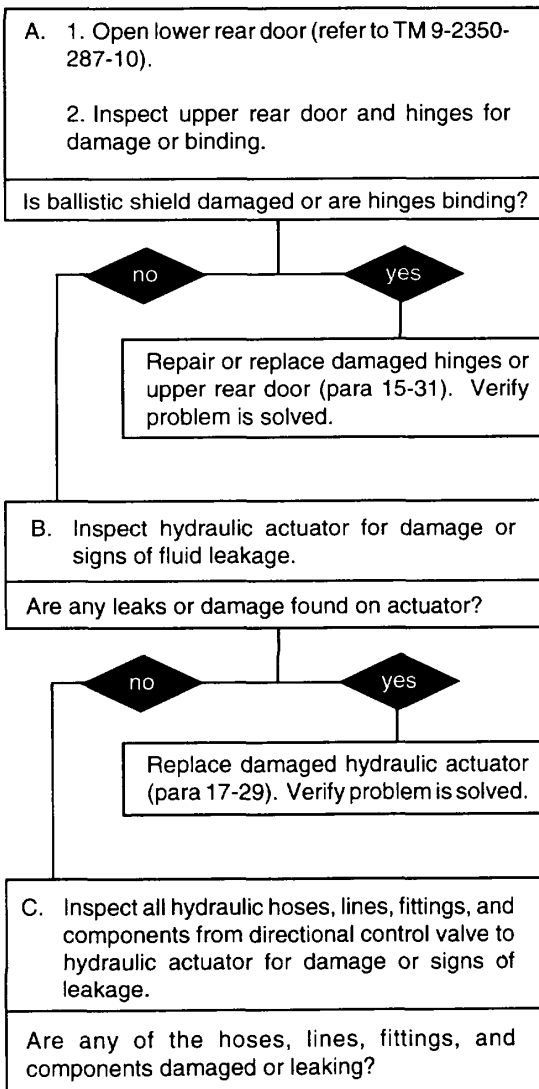 A. 1. Open lower rear door (refer to TM 9-2350-
287-10).
2. Inspect upper rear door and hinges for
damage or binding.
Is ballistic shield damaged or are hinges binding?
no yes
Repair or replace damaged hinges or
upper rear door (para 15-31). Verify
problem is solved.
B. Inspect hydraulic actuator for damage or
signs of fluid leakage.
Are any leaks or damage found on actuator?
no yes
Replace damaged hydraulic actuator
(para 17-29). Verify problem is solved.
C. Inspect all hydraulic hoses, lines, fittings, and
components from directional control valve to
hydraulic actuator for damage or signs of
leakage.
Are any of the hoses, lines, fittings, and
components damaged or leaking?